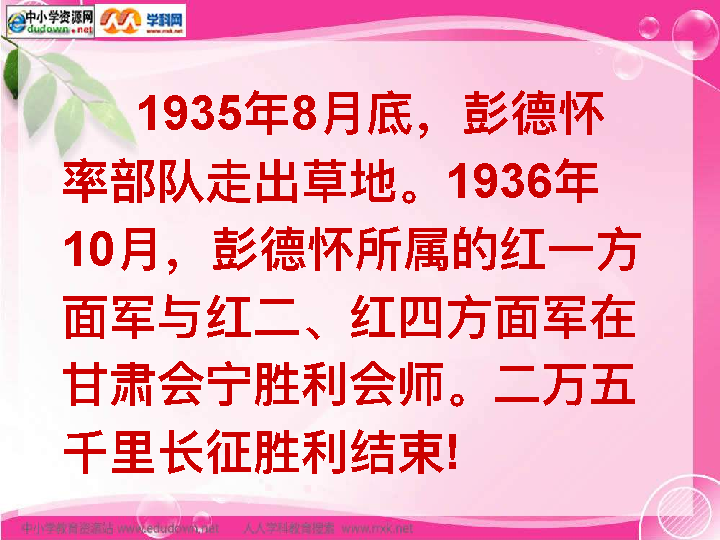 中小学资源网
dudown.net
学科网
www.nxk.net
1935年8月底，彭德怀
率部队走出草地。1936年
10月，彭德怀所属的红一方
面军与红二、红四方面军在
甘肃会宁胜利会师。二万五
千里长征胜利结束!
中小学教育资源站 www.edudown.net 人人学科教育搜索 www.nxk.net